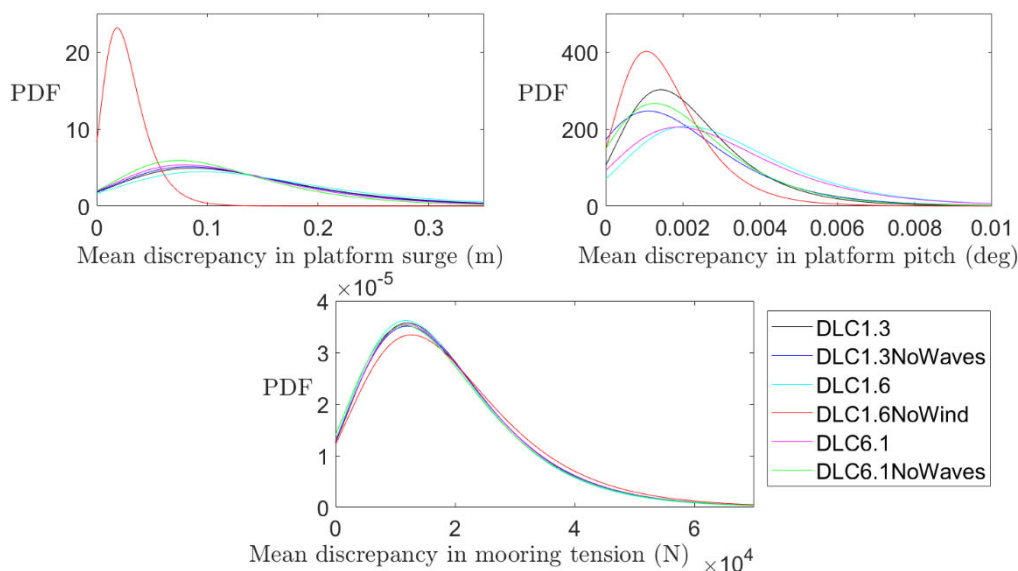 20
10
0
PDF
0
0.1
0.2
0.3
Mean discrepancy in platform surge (m)
400
200
0
PDF
0
0.002
0.004
0.006
0.008
0.01
Mean discrepancy in platform pitch (deg)
×10⁻⁵
4
3
2
1
0
PDF
0
2
4
6
×10⁴
Mean discrepancy in mooring tension (N)
DLC1.3
DLC1.3NoWaves
DLC1.6
DLC1.6NoWind
DLC6.1
DLC6.1NoWaves